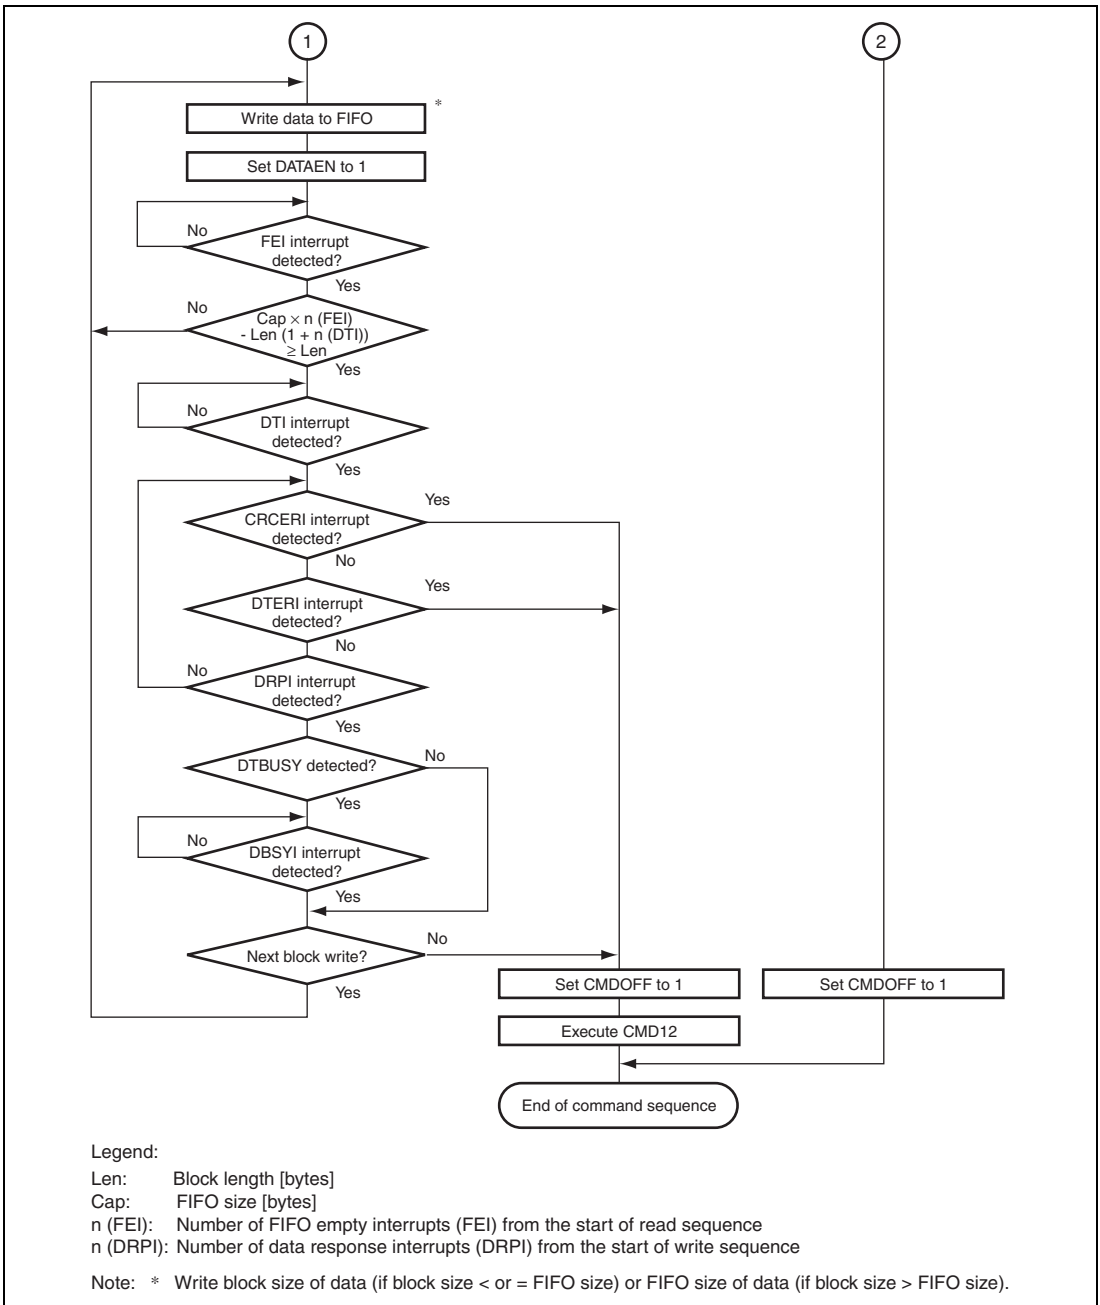 1
2
Write data to FIFO
*
Set DATAEN to 1
No
FEI interrupt
detected?
Yes
No
Cap × n (FEI)
- Len (1 + n (DTI))
≥ Len
Yes
No
DTI interrupt
detected?
Yes
Yes
CRCERI interrupt
detected?
No
Yes
DTERI interrupt
detected?
No
No
DRPI interrupt
detected?
Yes
No
DTBUSY detected?
Yes
No
DBSYI interrupt
detected?
Yes
No
Next block write?
Yes
Set CMDOFF to 1
Set CMDOFF to 1
Execute CMD12
End of command sequence
Legend:
Len: Block length [bytes]
Cap: FIFO size [bytes]
n (FEI): Number of FIFO empty interrupts (FEI) from the start of read sequence
n (DRPI): Number of data response interrupts (DRPI) from the start of write sequence
Note: * Write block size of data (if block size < or = FIFO size) or FIFO size of data (if block size > FIFO size).